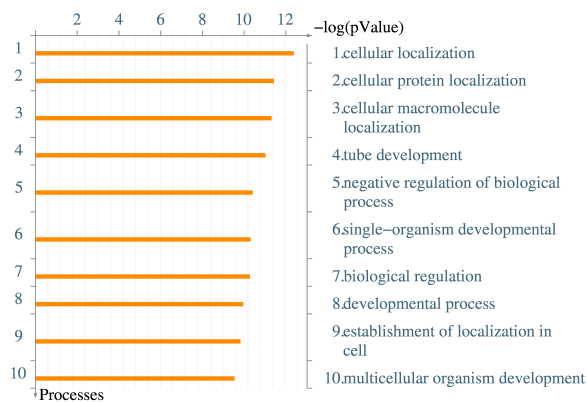 2 4 6 8 10 12
−log(pValue)
1 1.cellular localization
2 2.cellular protein localization
3 3.cellular macromolecule
localization
4 4.tube development
5 5.negative regulation of biological
process
6 6.single−organism developmental
process
7 7.biological regulation
8 8.developmental process
9 9.establishment of localization in
cell
10 10.multicellular organism development
Processes